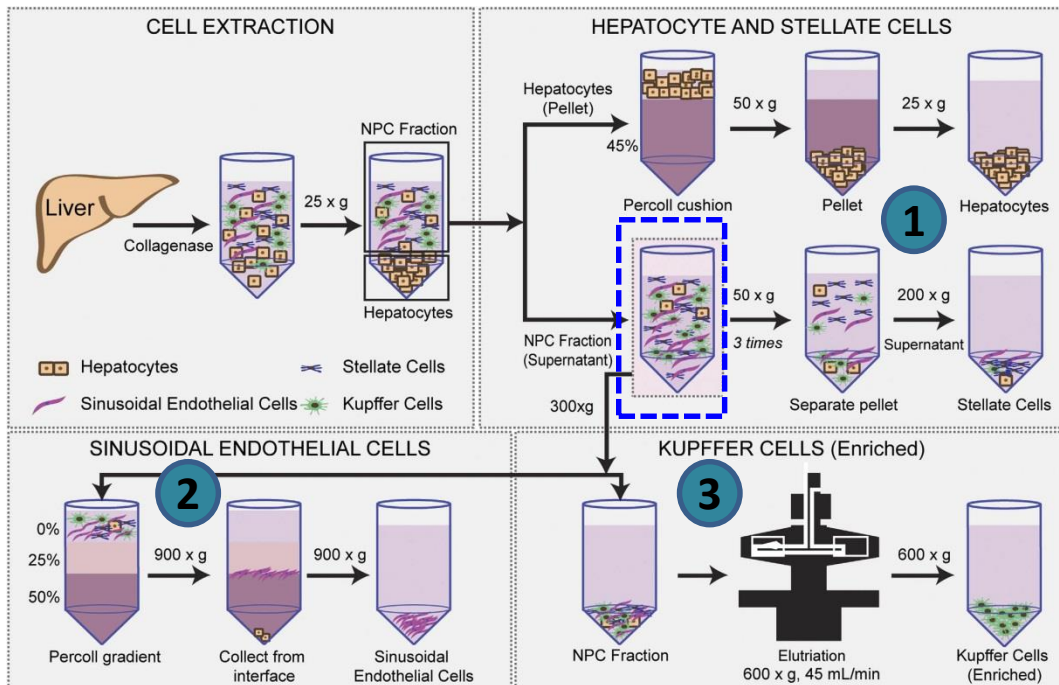 CELL EXTRACTION
NPC Fraction
Liver
Collagenase
25 x g
Hepatocytes
Hepatocytes
Stellate Cells
Sinusoidal Endothelial Cells
Kupffer Cells
HEPATOCYTE AND STELLATE CELLS
Hepatocytes
(Pellet)
45%
50 x g
25 x g
Percoll cushion
Pellet
Hepatocytes
1
NPC Fraction
(Supernatant)
50 x g
3 times
200 x g
Supernatant
Separate pellet
Stellate Cells
300xg
SINUSOIDAL ENDOTHELIAL CELLS
2
0%
25%
50%
900 x g
900 x g
Percoll gradient
Collect from
interface
Sinusoidal
Endothelial Cells
KUPFFER CELLS (Enriched)
3
600 x g
NPC Fraction
Elutriation
600 x g, 45 mL/min
Kupffer Cells
(Enriched)